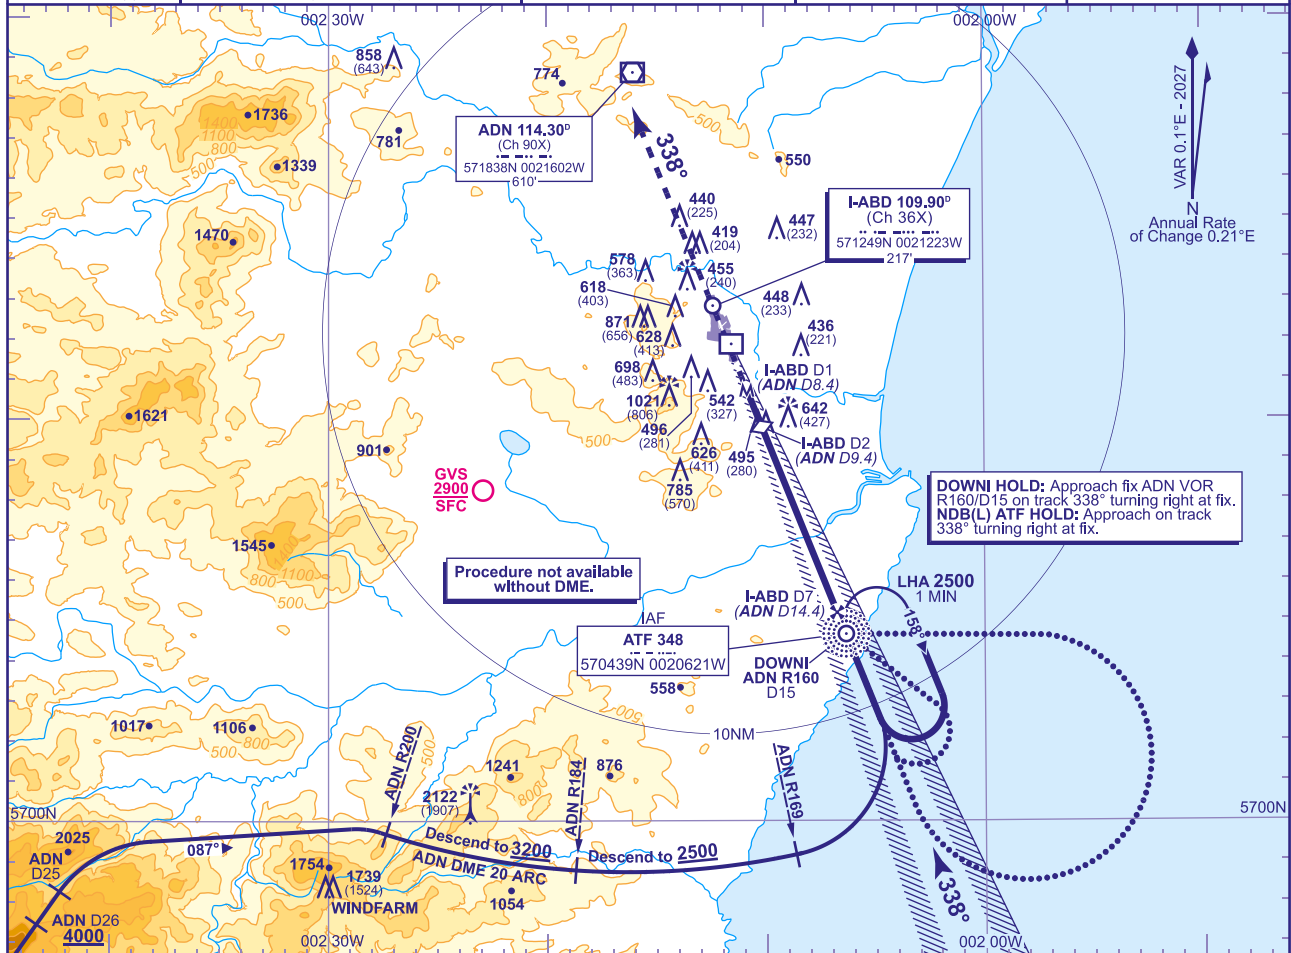 002 30W
002 00W
858
(643)
774
1736
1400
1100
800
500
781
1339
ADN 114.30ᴰ
(Ch 90X)
571838N 0021602W
610'
338°
500
550
VAR 0.1°E - 2027
N
Annual Rate
of Change 0.21°E
440
(225)
419
(204)
447
(232)
I-ABD 109.90ᴰ
(Ch 36X)
571249N 0021223W
217'
1470
578
(363)
455
(240)
618
(403)
448
(233)
871
(656)
628
(413)
436
(221)
698
(483)
I-ABD D1
(ADN D8.4)
1021
(806)
542
(327)
642
(427)
1621
496
(281)
500
901
626
(411)
495
(280)
I-ABD D2
(ADN D9.4)
785
(570)
GVS
2900
SFC
DOWNI HOLD: Approach fix ADN VOR
R160/D15 on track 338° turning right at fix.
NDB(L) ATF HOLD: Approach on track
338° turning right at fix.
1545
1400
800
1100
500
Procedure not available
without DME.
I-ABD D7
(ADN D14.4)
LHA 2500
1 MIN
158°
IAF
ATF 348
570439N 0020621W
DOWNI
ADN R160
D15
558
500
10NM
1017
1106
500
800
ADN R200
500
1241
800
ADN R184
876
ADN R169
2122
(1907)
5700N
5700N
2025
ADN
D25
087°
Descend to 3200
ADN DME 20 ARC
Descend to 2500
1754
1739
(1524)
WINDFARM
1054
ADN D26
4000
338°
002 30W
002 00W